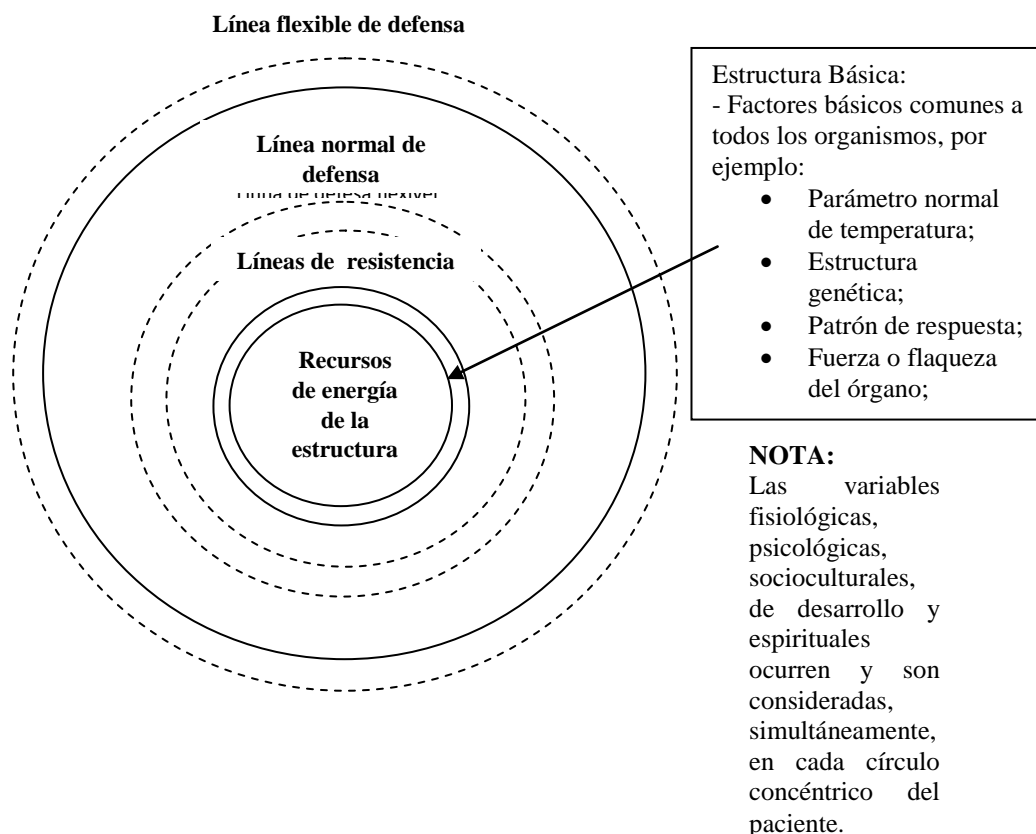 Línea flexible de defensa
Línea normal de
defensa
Líneas de resistencia
Recursos
de energía
de la
estructura
Estructura Básica:
- Factores básicos comunes a
todos los organismos, por
ejemplo:
• Parámetro normal
de temperatura;
• Estructura
genética;
• Patrón de respuesta;
• Fuerza o flaqueza
del órgano;
NOTA:
Las variables
fisiológicas,
psicológicas,
socioculturales,
de desarrollo y
espirituales
ocurren y son
consideradas,
simultáneamente,
en cada círculo
concéntrico del
paciente.